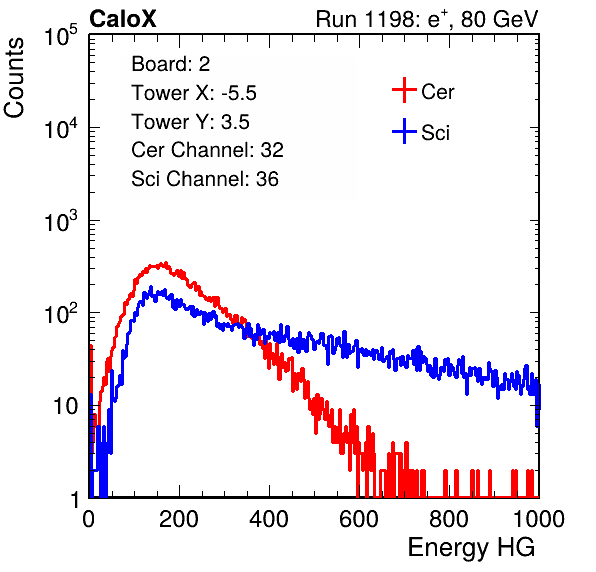 CaloX Run 1198: e⁺, 80 GeV
Board: 2
Tower X: -5.5
Tower Y: 3.5
Cer Channel: 32
Sci Channel: 36
Cer
Sci
Counts
10⁵
10⁴
10³
10²
10
1
0 200 400 600 800 1000
Energy HG